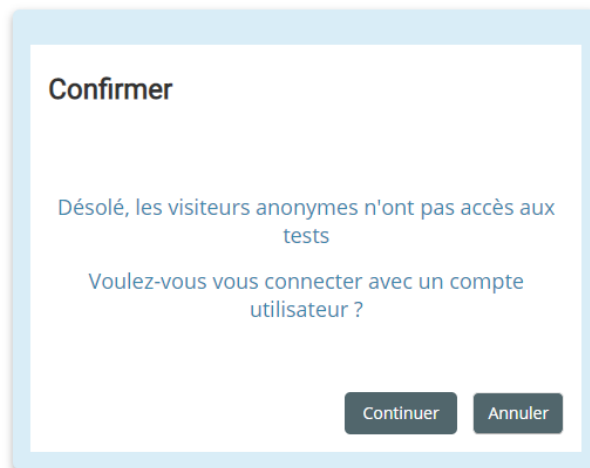 Confirmer
Désolé, les visiteurs anonymes n'ont pas accès aux
tests
Voulez-vous vous connecter avec un compte
utilisateur ?
Continuer
Annuler